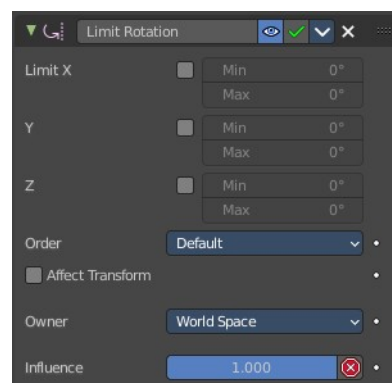 Limit Rotation
Limit X Min 0°
Max 0°
Y Min 0°
Max 0°
Z Min 0°
Max 0°
Order Default
Affect Transform
Owner World Space
Influence 1.000